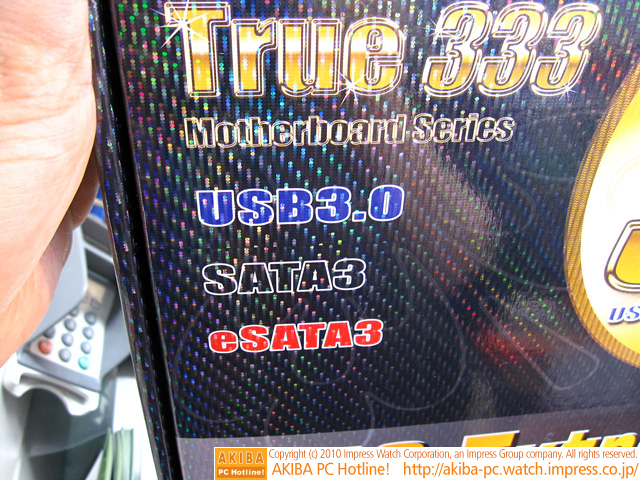 True 333
Motherboard Series
USB3.0
SATA3
eSATA3
AKIBA
PC Hotline!
Copyright (c) 2010 Impress Watch Corporation, an Impress Group company. All rights reserved.
AKIBA PC Hotline! http://akiba-pc.watch.impress.co.jp/